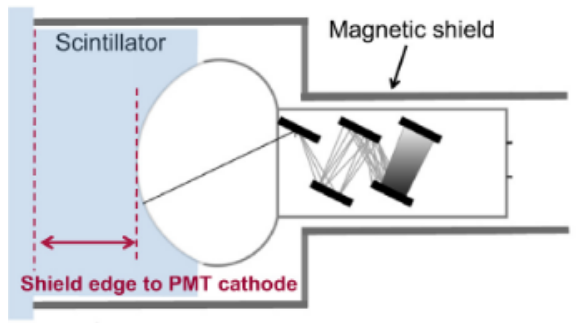 Scintillator
Magnetic shield
Shield edge to PMT cathode